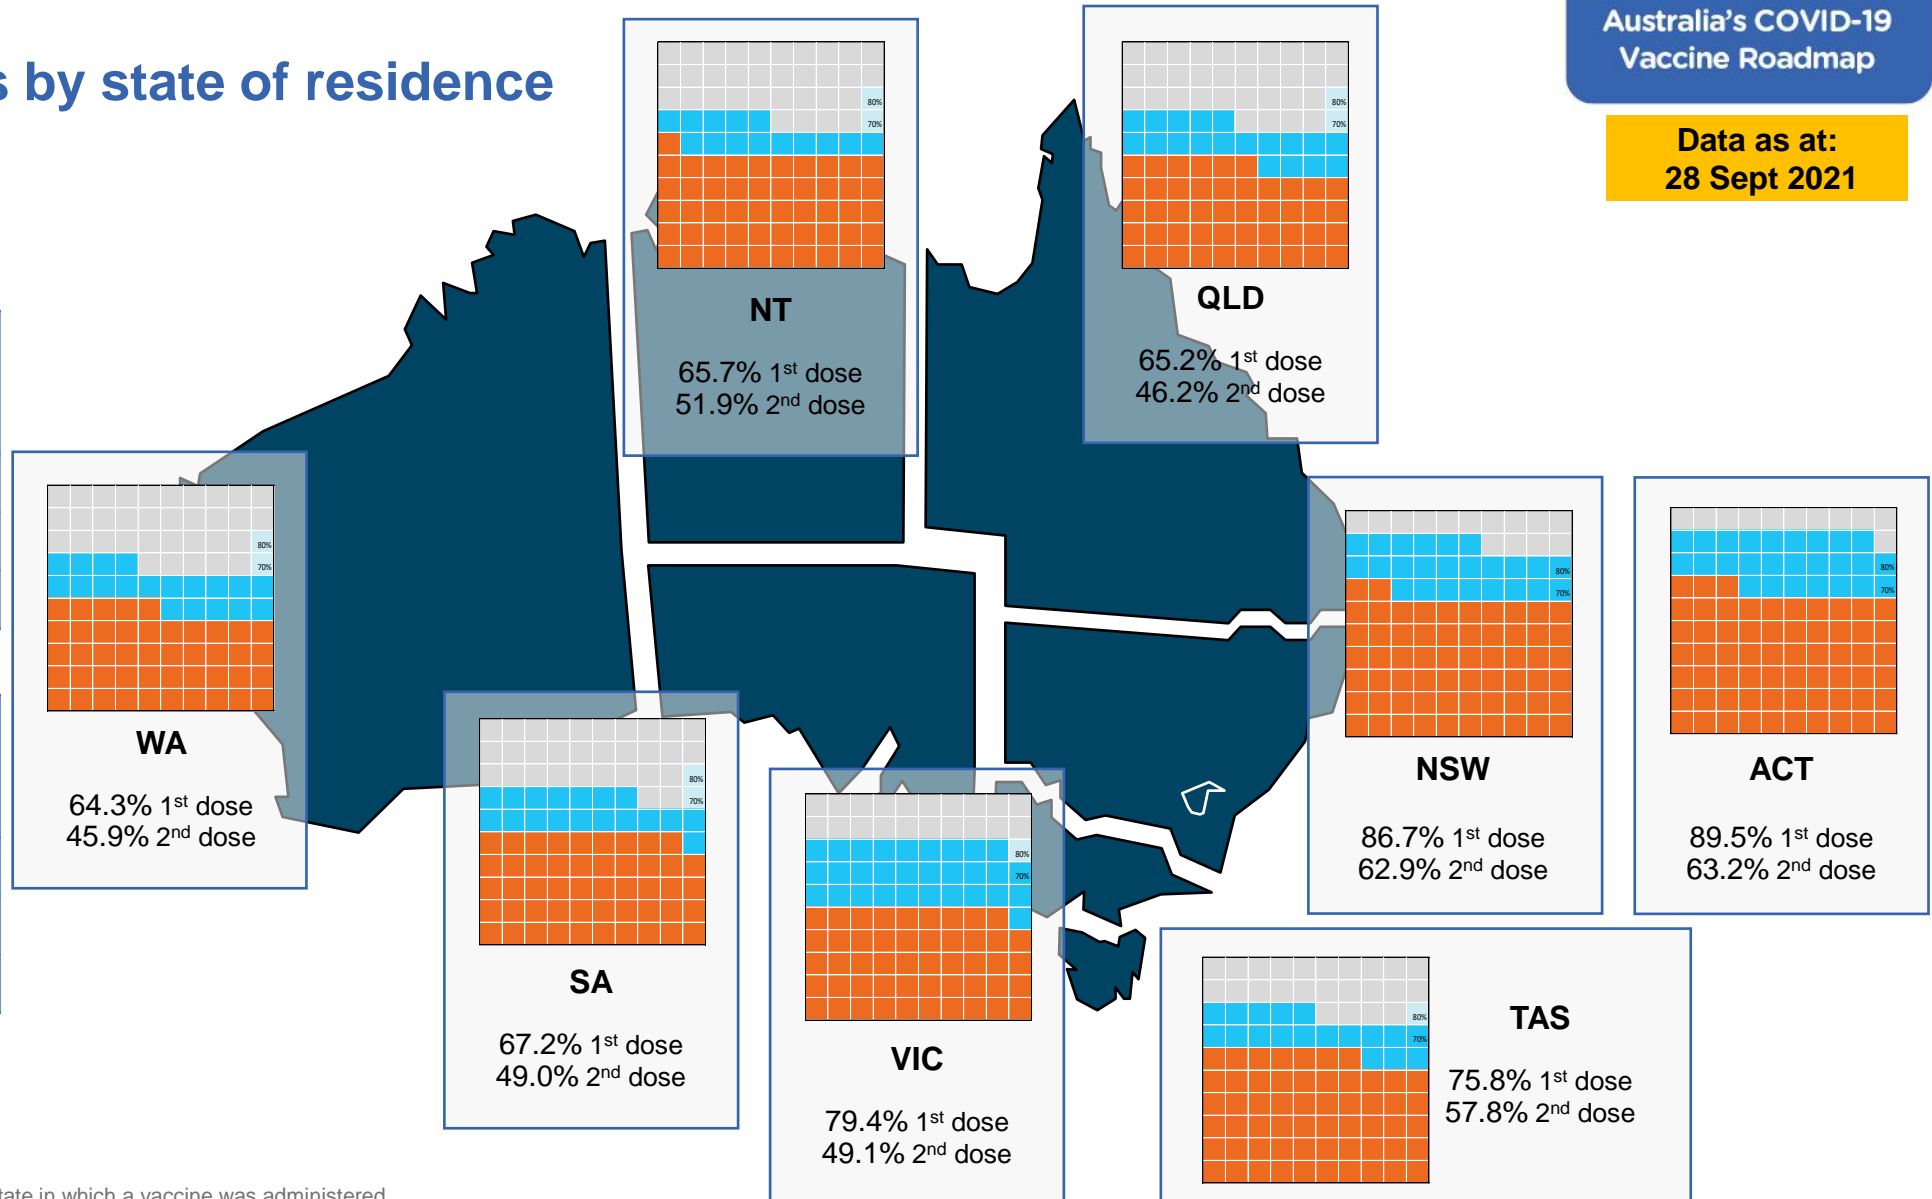 s by state of residence
Australia's COVID-19
Vaccine Roadmap
Data as at:
28 Sept 2021
80%
70%
NT
65.7% 1st dose
51.9% 2nd dose
80%
70%
QLD
65.2% 1st dose
46.2% 2nd dose
80%
70%
WA
64.3% 1st dose
45.9% 2nd dose
80%
70%
SA
67.2% 1st dose
49.0% 2nd dose
80%
70%
VIC
79.4% 1st dose
49.1% 2nd dose
80%
70%
NSW
86.7% 1st dose
62.9% 2nd dose
80%
70%
ACT
89.5% 1st dose
63.2% 2nd dose
80%
70%
TAS
75.8% 1st dose
57.8% 2nd dose
tate in which a vaccine was administered